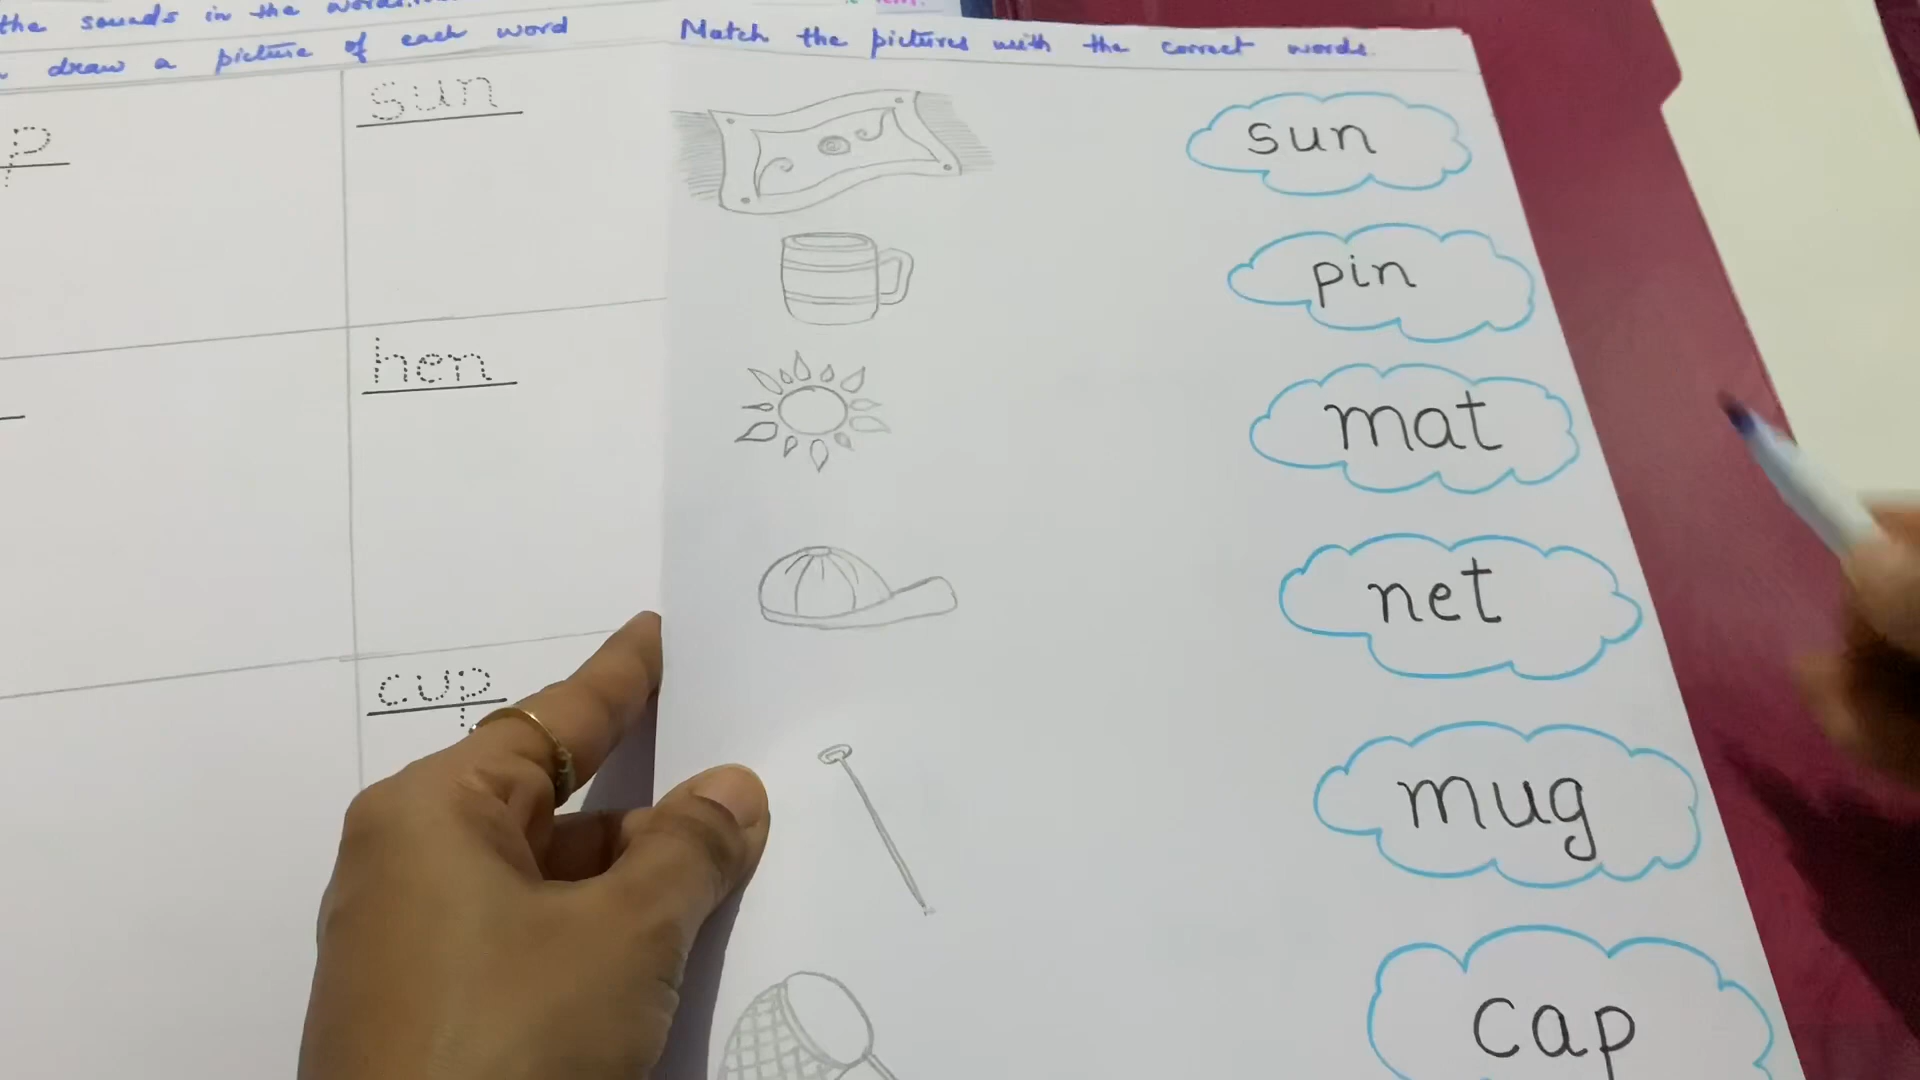 the sounds in the words.
draw a picture of each word
p
sun
hen
cup
Match the pictures with the correct words.
sun
pin
mat
net
mug
cap